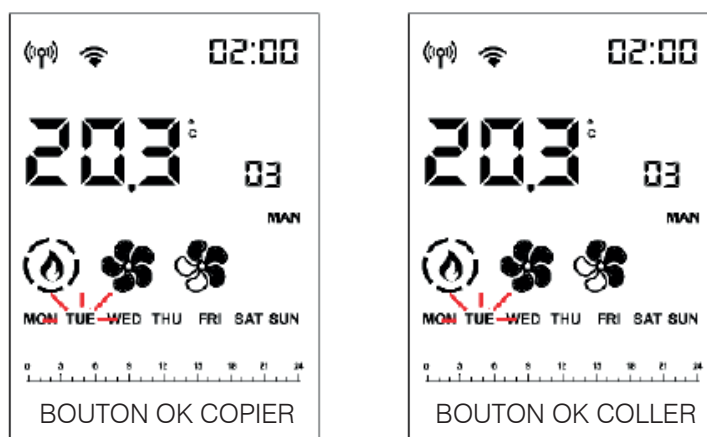 02:00
20.3 °C
03
MAN
MON TUE WED THU FRI SAT SUN
0 3 6 9 12 15 18 21 24
BOUTON OK COPIER
02:00
20.3 °C
03
MAN
MON TUE WED THU FRI SAT SUN
0 3 6 9 12 15 18 21 24
BOUTON OK COLLER